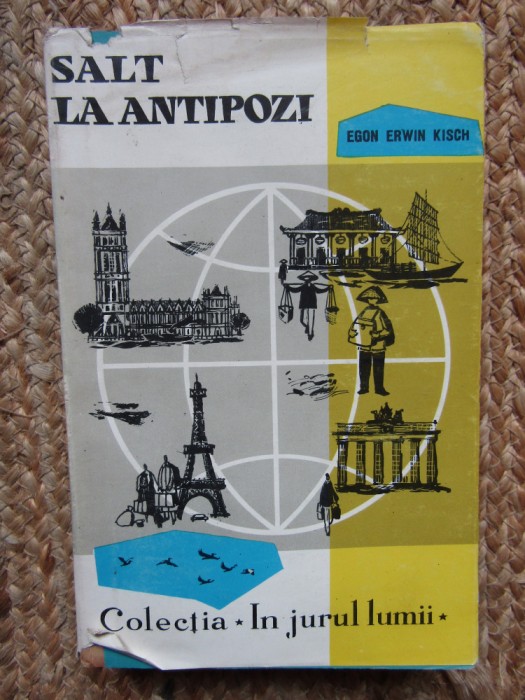 SALT
LA ANTIPOZI
EGON ERWIN KISCH
Colecția ★ In jurul lumii ★